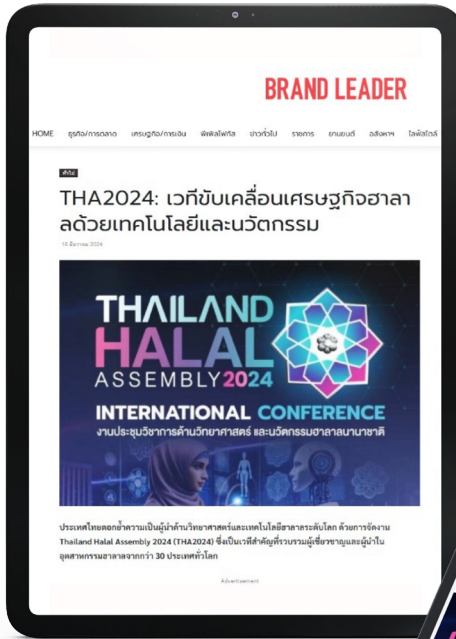 BRAND LEADER
HOME ธุรกิจ/การตลาด เศรษฐกิจ/การเงิน พีเพิลโฟกัส ข่าวทั่วไป รายการ ยานยนต์ อสังหาฯ ไลฟ์สไตล์
THA2024: เวทีขับเคลื่อนเศรษฐกิจฮาลา
ลด้วยเทคโนโลยีและนวัตกรรม
2024
THAILAND
HALAL
ASSEMBLY2024
INTERNATIONAL CONFERENCE
งานประชุมวิชาการด้านวิทยาศาสตร์ และนวัตกรรมฮาลาลนานาชาติ
ประเทศไทยตอกย้ำความเป็นผู้นำด้านวิทยาศาสตร์และเทคโนโลยีฮาลาลระดับโลก ด้วยการจัดงาน
Thailand Halal Assembly 2024 (THA2024) ซึ่งเป็นเวทีสำคัญที่รวบรวมผู้เชี่ยวชาญและผู้นำใน
อุตสาหกรรมฮาลาลจากกว่า 30 ประเทศทั่วโลก
Advertisement